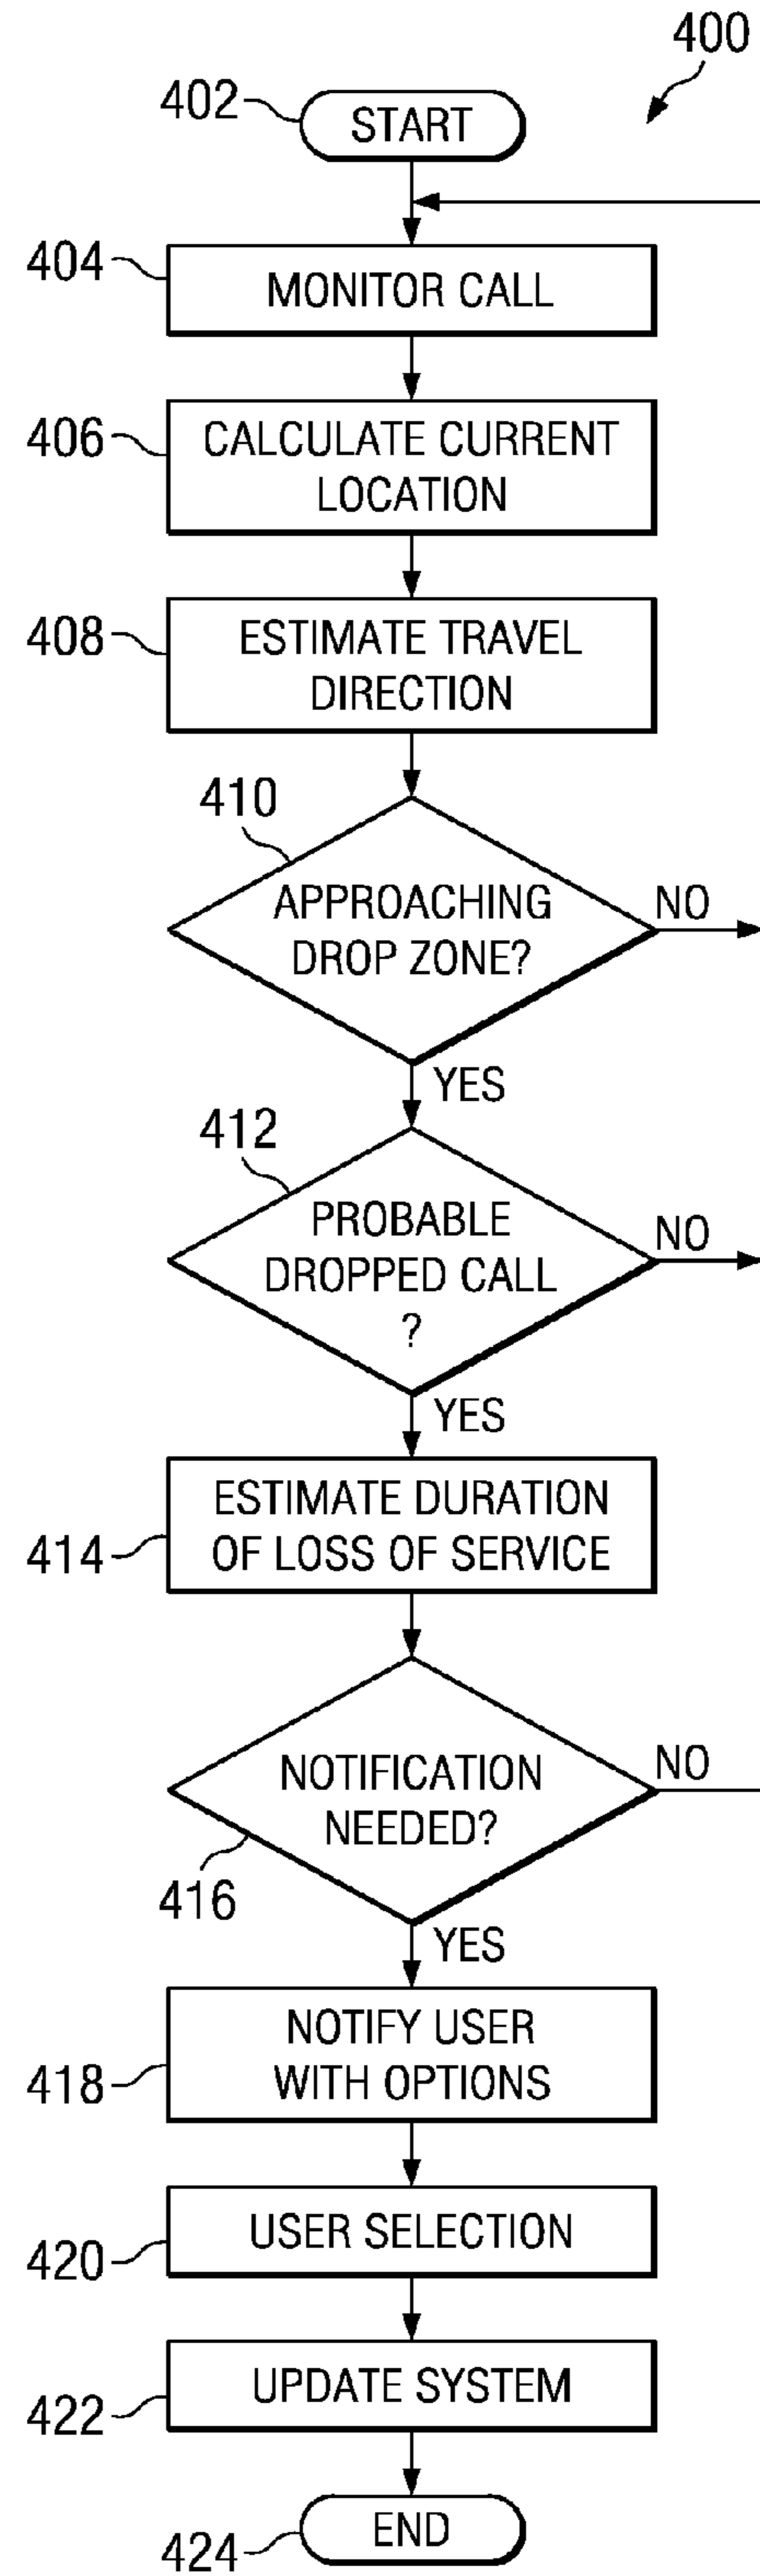 400
402
START
404
MONITOR CALL
406
CALCULATE CURRENT
LOCATION
408
ESTIMATE TRAVEL
DIRECTION
410
APPROACHING
DROP ZONE?
NO
YES
412
PROBABLE
DROPPED CALL
?
NO
YES
414
ESTIMATE DURATION
OF LOSS OF SERVICE
NOTIFICATION
NEEDED?
NO
416
YES
418
NOTIFY USER
WITH OPTIONS
420
USER SELECTION
422
UPDATE SYSTEM
424
END